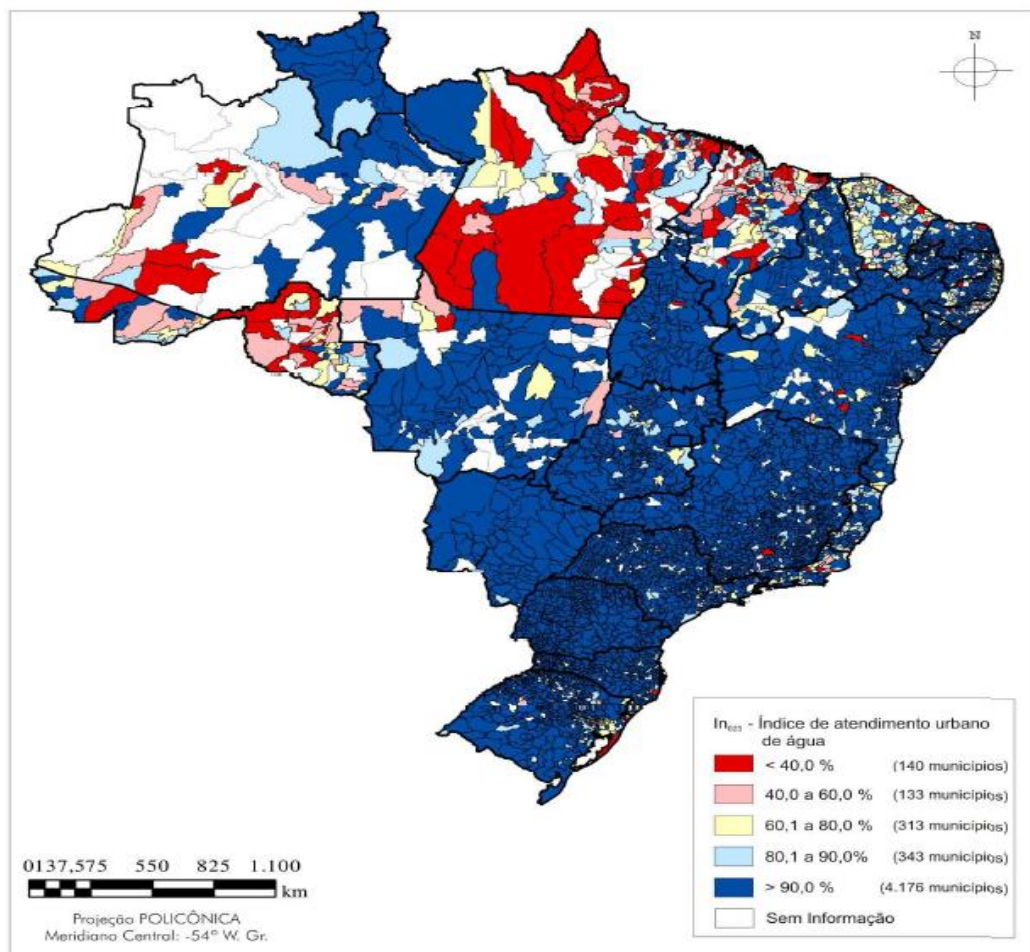 N
In₀₂₃ - Índice de atendimento urbano
de água
< 40,0 % (140 municípios)
40,0 a 60,0 % (133 municípios)
60,1 a 80,0 % (313 municípios)
80,1 a 90,0% (343 municípios)
> 90,0 % (4.176 municípios)
Sem Informação
0137,575 550 825 1.100
km
Projeção POLICÔNICA
Meridiano Central: -54º W. Gr.